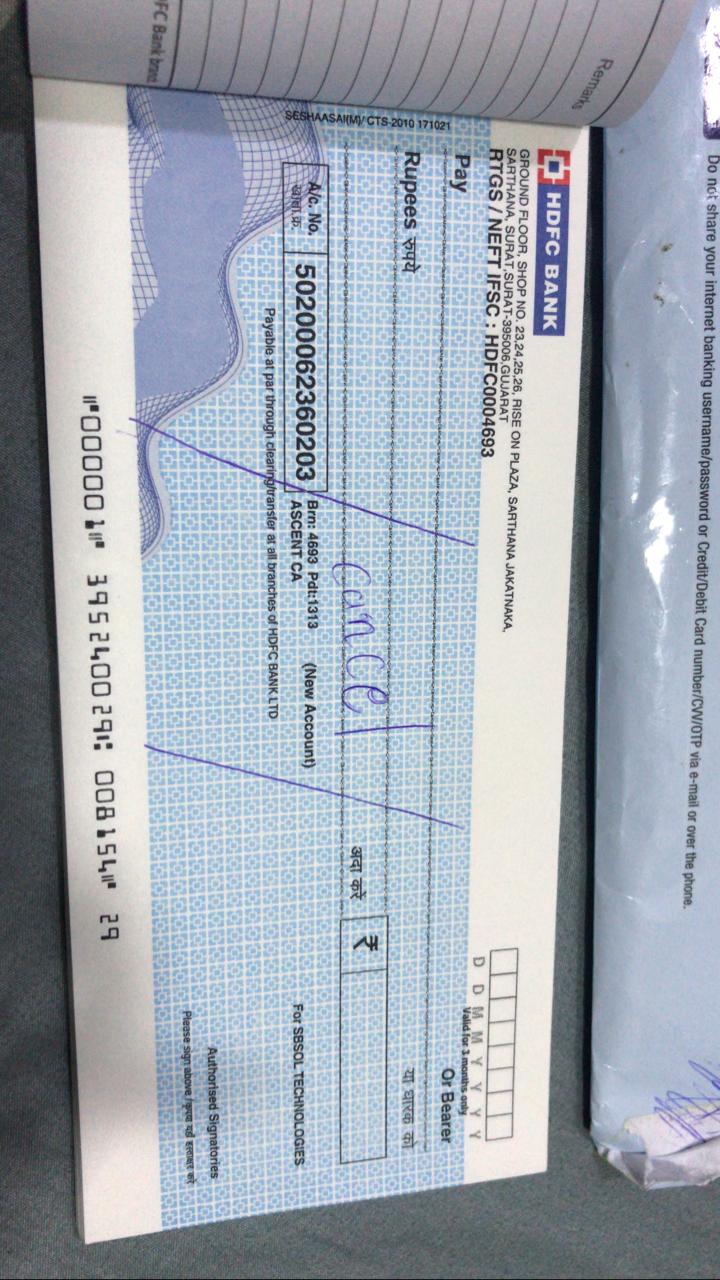 Do not share your internet banking username/password or Credit/Debit Card number/CVV/OTP via e-mail or over the phone.
Remarks
HDFC BANK
GROUND FLOOR, SHOP NO. 23,24,25,26, RISE ON PLAZA, SARTHANA JAKATNAKA,
SARTHANA, SURAT,SURAT-395006,GUJARAT
RTGS / NEFT IFSC : HDFC0004693
D D M M Y Y Y Y
Valid for 3 months only
Pay
Or Bearer
Rupees रुपये
या धारक को
cancel
अदा करें ₹
A/c. No.
खाता.क्र.
50200062360203
Brn: 4693 Pdt:1313 (New Account)
ASCENT CA
For SBSOL TECHNOLOGIES
Payable at par through clearing/transfer at all branches of HDFC BANK LTD
Authorised Signatories
Please sign above /कृपया यहाँ हस्ताक्षर करें
SESHAASAI(M)/ CTS-2010 171021
FC Bank branch
⑈000001⑈ 395240029⑆ 008154⑈ 29